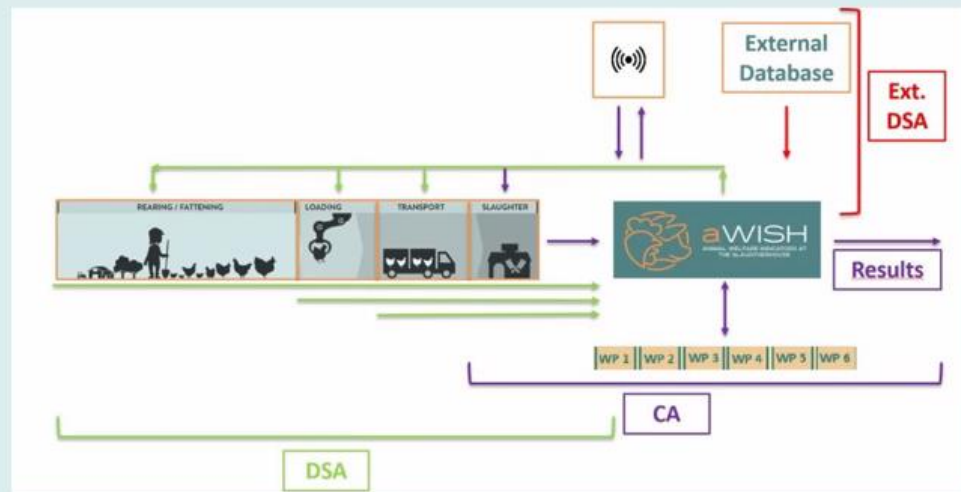 External
Database
Ext.
DSA
REARING / FATTENING
LOADING
TRANSPORT
SLAUGHTER
aWISH
ANIMAL WELFARE INDICATORS AT
THE SLAUGHTERHOUSE
Results
WP 1
WP 2
WP 3
WP 4
WP 5
WP 6
CA
DSA